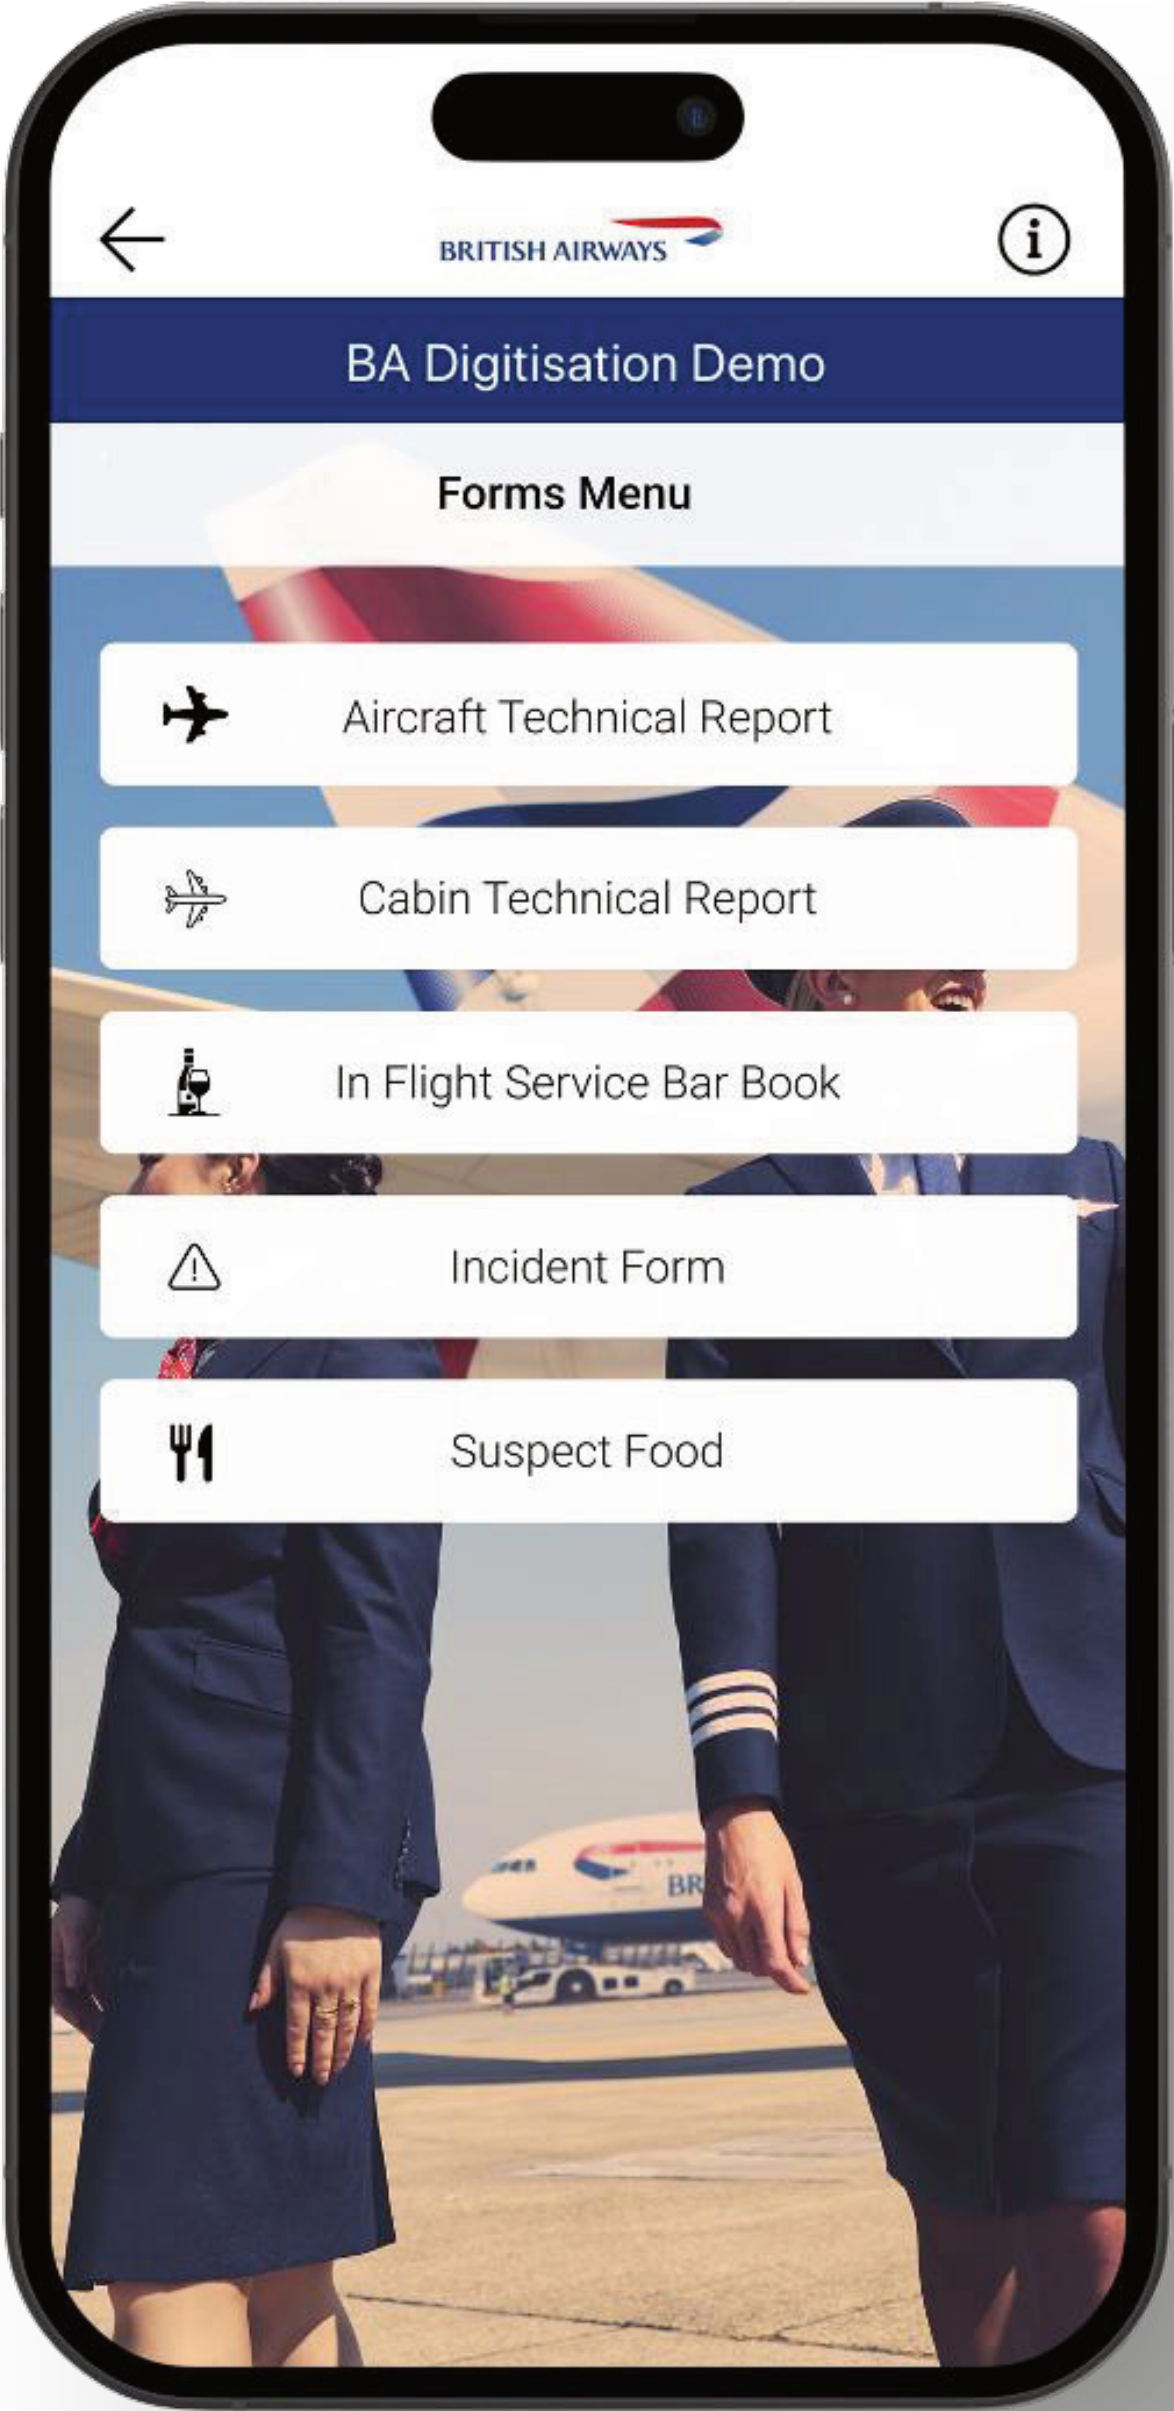 BRITISH AIRWAYS
BA Digitisation Demo
Forms Menu
Aircraft Technical Report
Cabin Technical Report
In Flight Service Bar Book
Incident Form
Suspect Food
BR